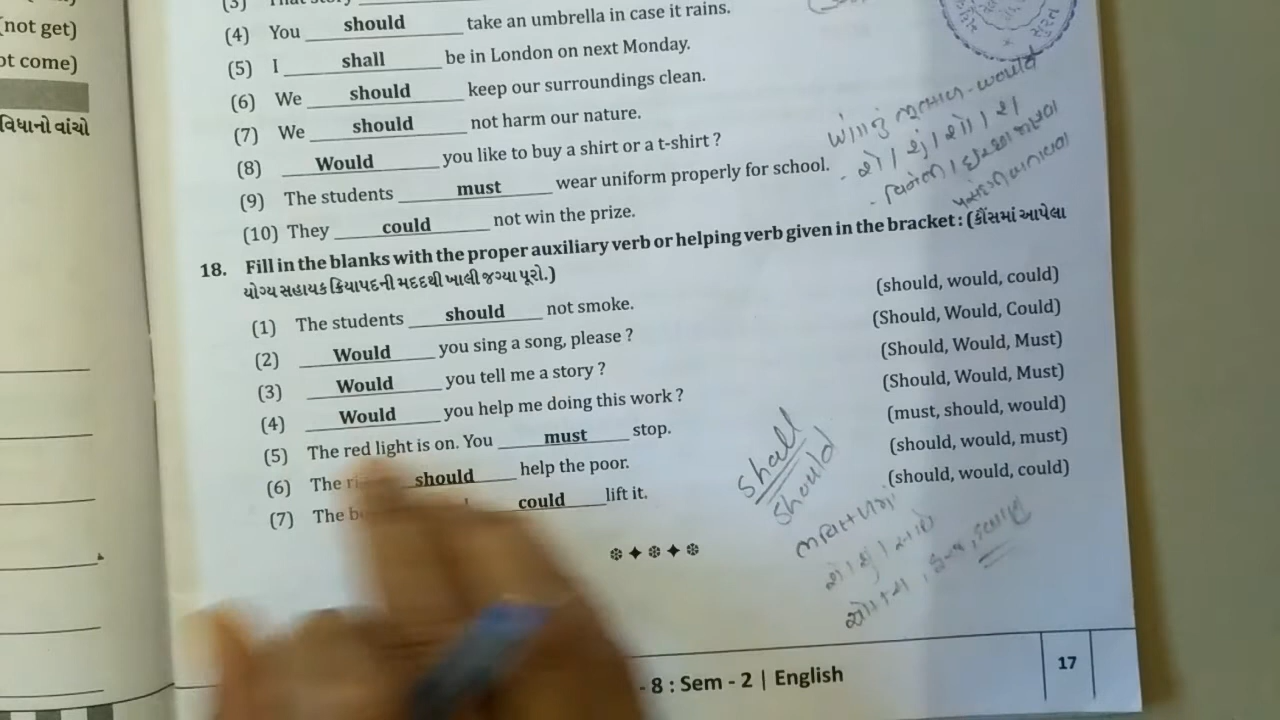 (not get)
ot come)
વિધાનો વાંચો
(3) That story
(4) You should take an umbrella in case it rains.
(5) I shall be in London on next Monday.
(6) We should keep our surroundings clean.
(7) We should not harm our nature.
(8) Would you like to buy a shirt or a t-shirt ?
(9) The students must wear uniform properly for school.
(10) They could not win the prize.
would
18. Fill in the blanks with the proper auxiliary verb or helping verb given in the bracket : (કૌંસમાં આપેલા
યોગ્ય સહાયક ક્રિયાપદની મદદથી ખાલી જગ્યા પૂરો.)
(1) The students should not smoke. (should, would, could)
(2) Would you sing a song, please ? (Should, Would, Could)
(3) Would you tell me a story ? (Should, Would, Must)
(4) Would you help me doing this work ? (Should, Would, Must)
(5) The red light is on. You must stop. (must, should, would)
(6) The should help the poor. (should, would, must)
(7) The could lift it. (should, would, could)
shall
should
- 8 : Sem - 2 | English
17